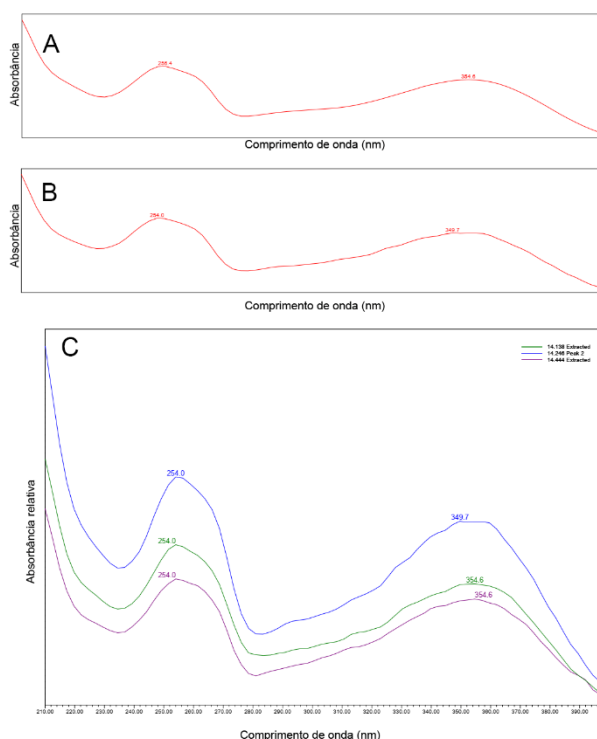 A
Absorbância
354.6
Comprimento de onda (nm)
B
Absorbância
254.0
349.7
Comprimento de onda (nm)
C
14.138 Extracted
14.246 Peak 2
14.444 Extracted
Absorbância relativa
254.0
349.7
254.0
354.6
254.0
354.6
210.00 220.00 230.00 240.00 250.00 260.00 270.00 280.00 290.00 300.00 310.00 320.00 330.00 340.00 350.00 360.00 370.00 380.00 390.00
Comprimento de onda (nm)